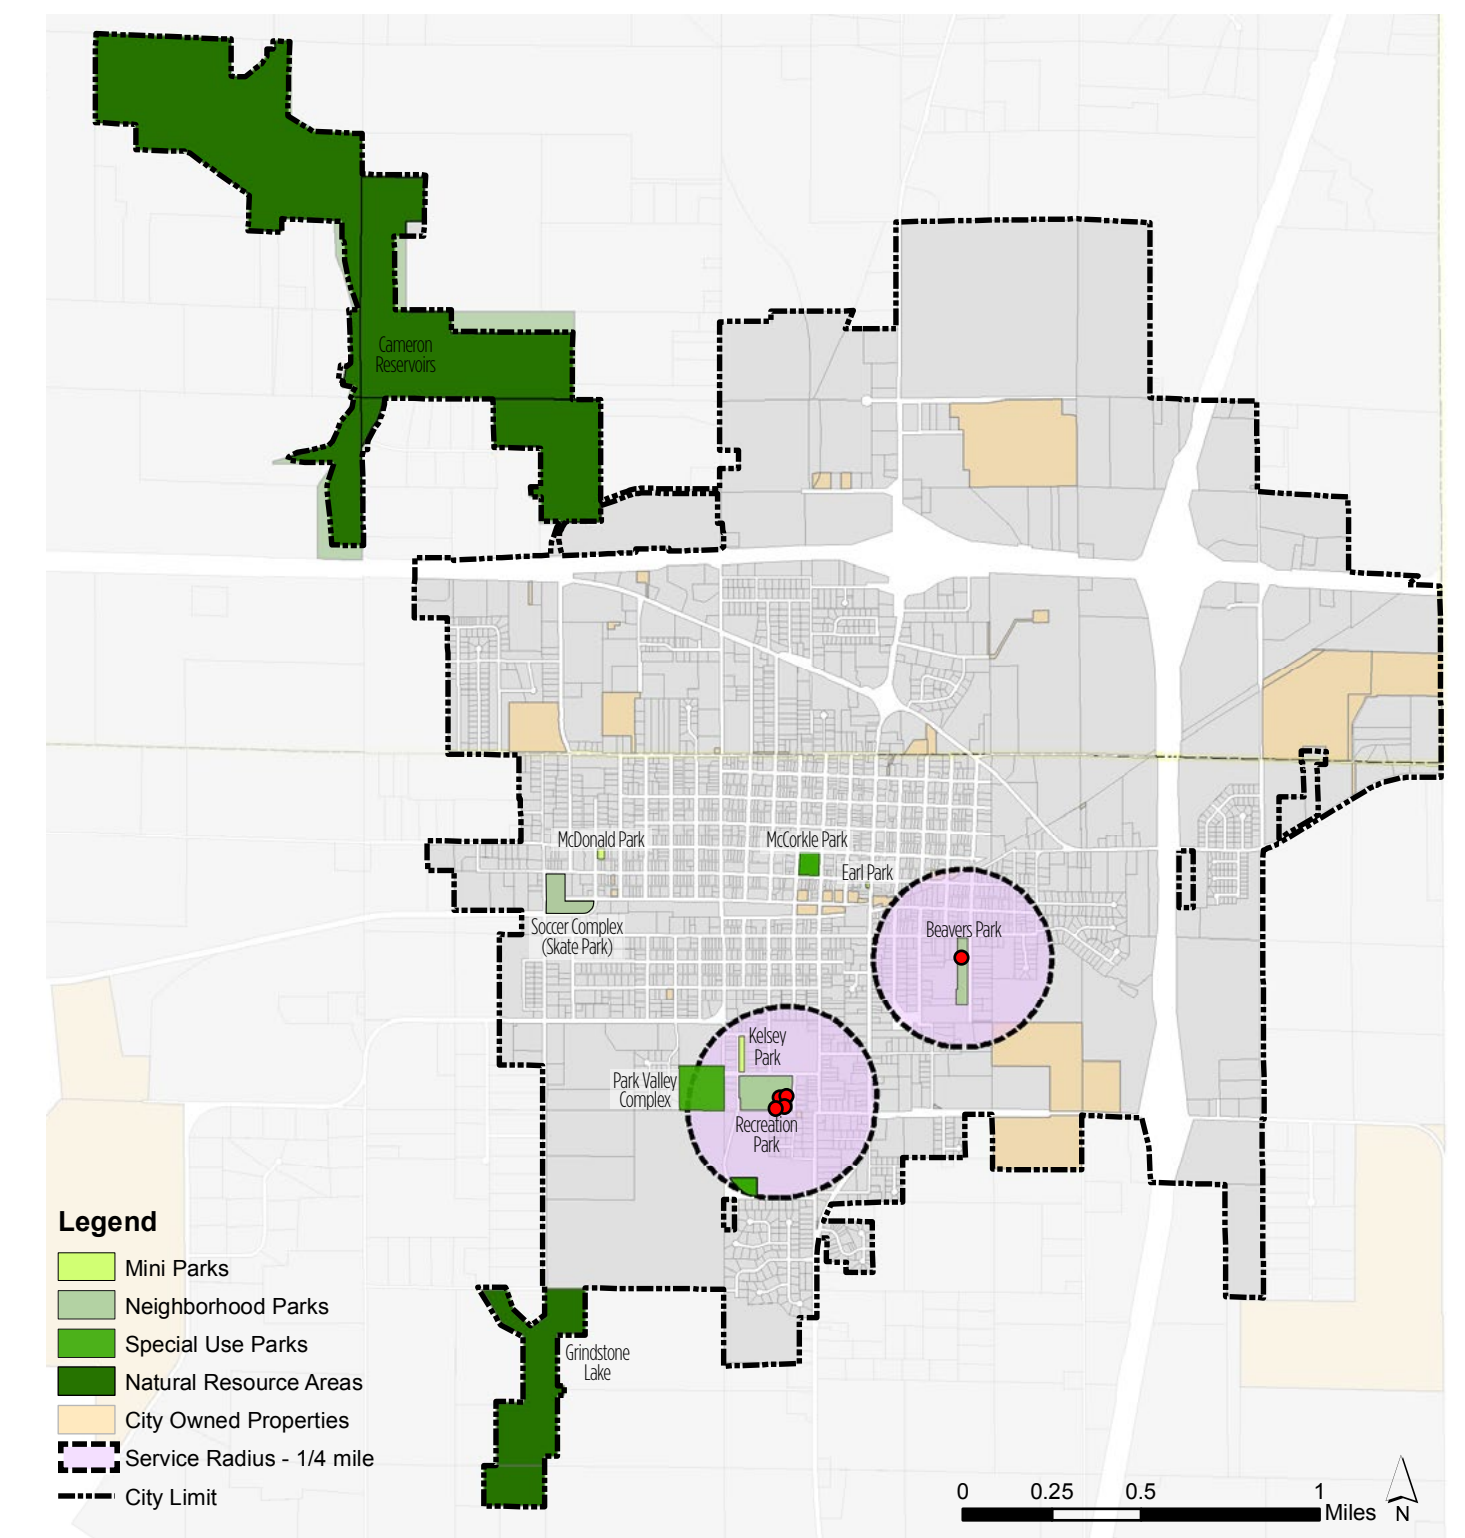 Cameron
Reservoirs
McDonald Park
McCorkle Park
Earl Park
Soccer Complex
(Skate Park)
Beavers Park
Kelsey
Park
Park Valley
Complex
Recreation
Park
Grindstone
Lake
Legend
Mini Parks
Neighborhood Parks
Special Use Parks
Natural Resource Areas
City Owned Properties
Service Radius - 1/4 mile
City Limit
0 0.25 0.5 1
Miles
N